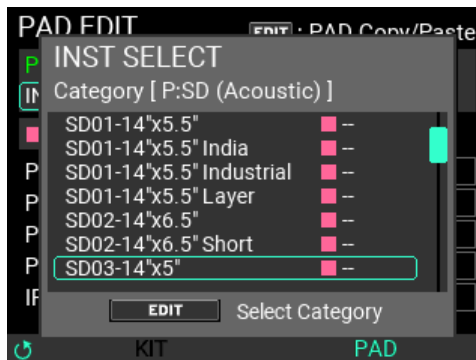 PAD EDIT
EDIT : PAD Copy/Paste
INST SELECT
Category [ P:SD (Acoustic) ]
SD01-14"x5.5" --
SD01-14"x5.5" India --
SD01-14"x5.5" Industrial --
SD01-14"x5.5" Layer --
SD02-14"x6.5" --
SD02-14"x6.5" Short --
SD03-14"x5" --
EDIT Select Category
KIT PAD